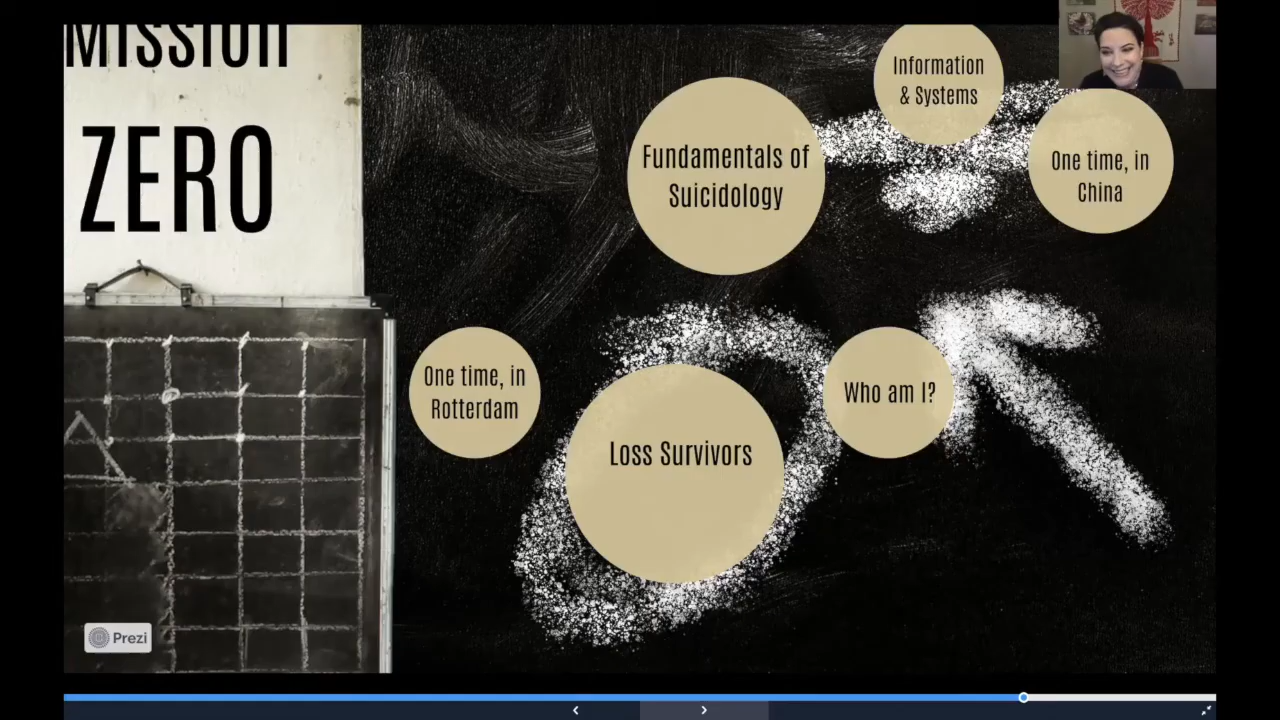 MISSION
ZERO
Information
& Systems
Fundamentals of
Suicidology
One time, in
China
One time, in
Rotterdam
Who am I?
Loss Survivors
Prezi